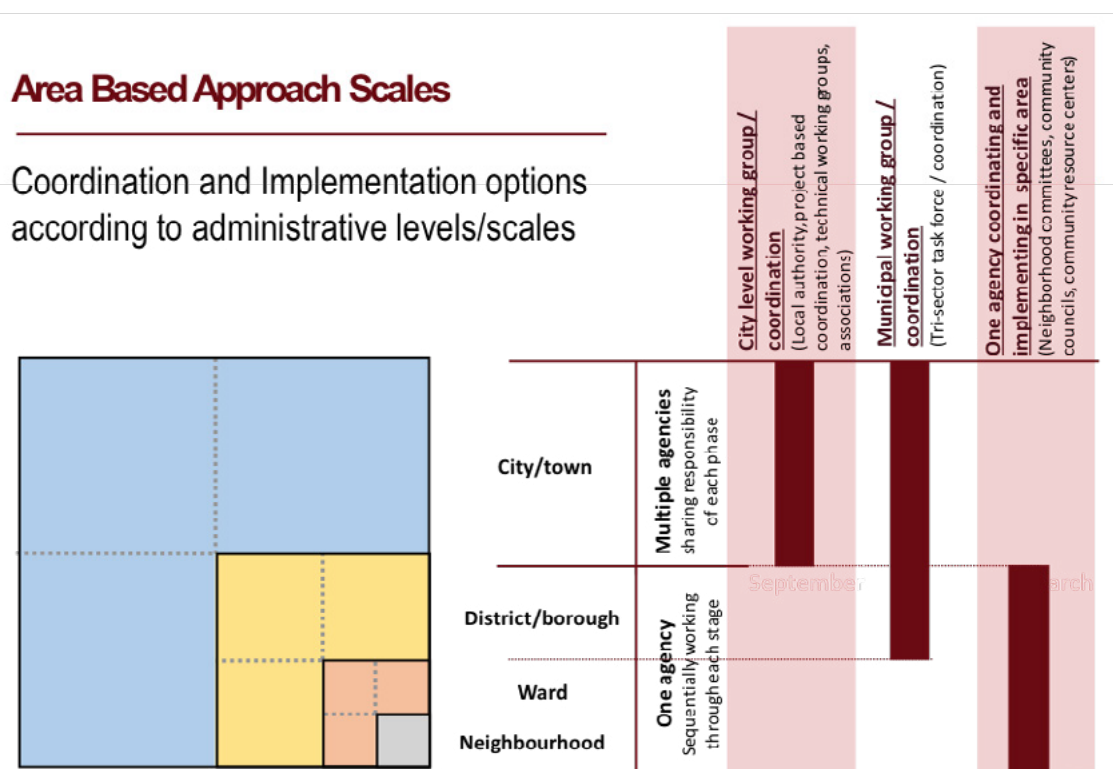 Area Based Approach Scales
Coordination and Implementation options
according to administrative levels/scales
City level working group /
coordination
(Local authority,project based
coordination, technical working groups,
associations)
Municipal working group /
coordination
(Tri-sector task force / coordination)
One agency coordinating and
implementing in specific area
(Neighborhood committees, community
councils, community resource centers)
City/town
Multiple agencies
sharing responsibility
of each phase
September
arch
District/borough
Ward
Neighbourhood
One agency
Sequentially working
through each stage